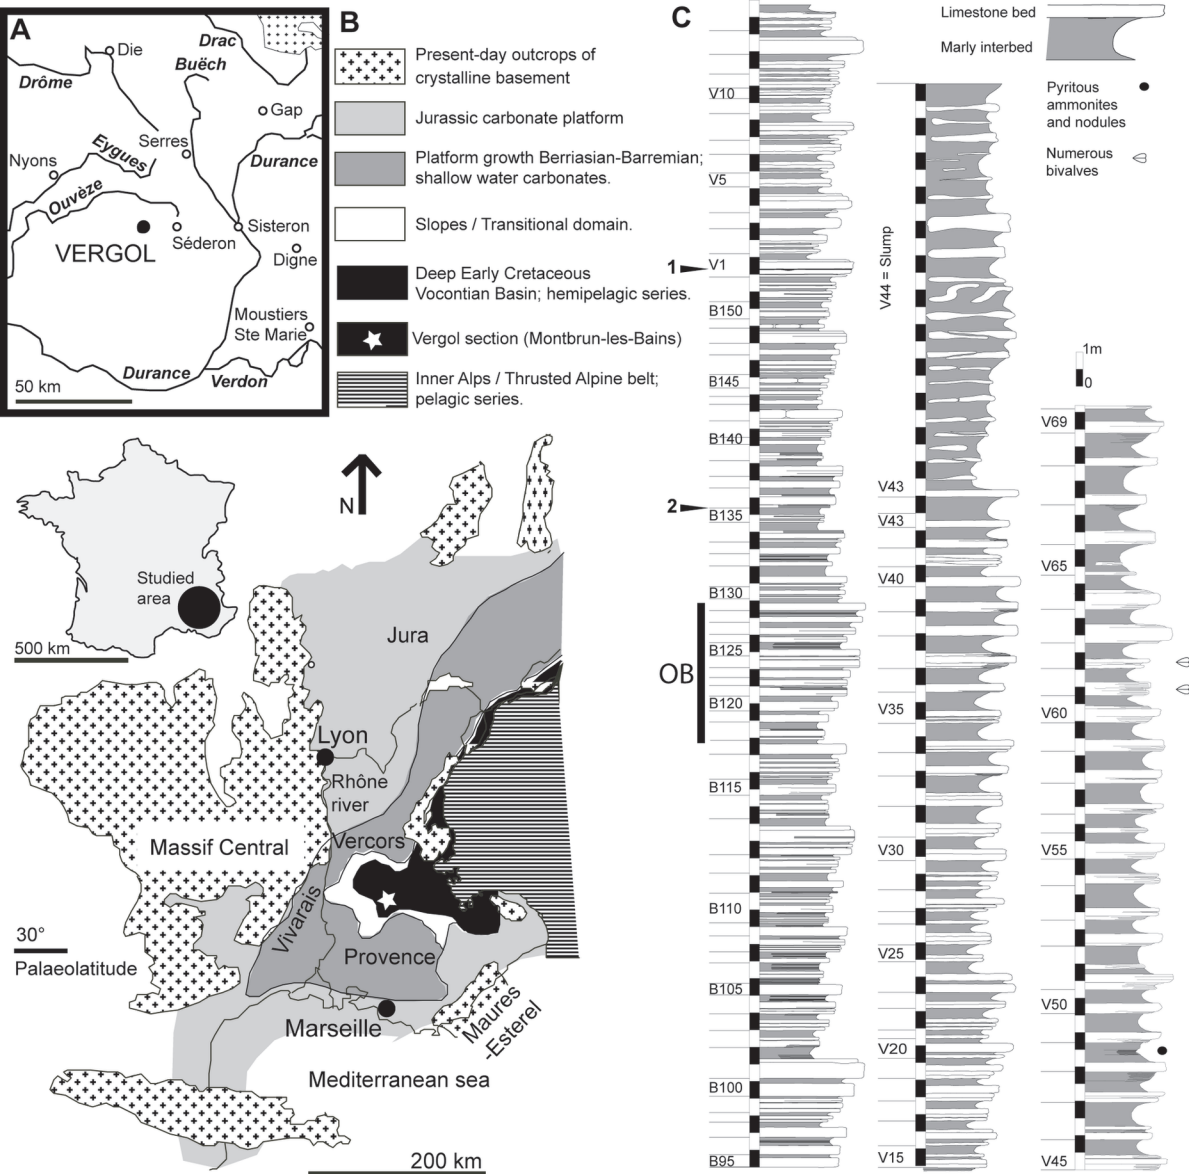 A
Die
Drac
Buëch
Drôme
Gap
Serres
Eygues
Nyons
Durance
Ouvèze
VERGOL
Séderon
Sisteron
Digne
Moustiers
Ste Marie
Durance
Verdon
50 km
B
Present-day outcrops of
crystalline basement
Jurassic carbonate platform
Platform growth Berriasian-Barremian;
shallow water carbonates.
Slopes / Transitional domain.
Deep Early Cretaceous
Vocontian Basin; hemipelagic series.
Vergol section (Montbrun-les-Bains)
Inner Alps / Thrusted Alpine belt;
pelagic series.
N
Studied
area
500 km
Jura
Lyon
Rhône
river
Massif Central
Vercors
Vivarais
Provence
30°
Palaeolatitude
Marseille
Maures
-Esterel
Mediterranean sea
200 km
C
Limestone bed
Marly interbed
Pyritous
ammonites
and nodules
Numerous
bivalves
V10
V5
1
V1
B150
B145
B140
2
B135
B130
OB
B125
B120
B115
B110
B105
B100
B95
V44 = Slump
V43
V43
V40
V35
V30
V25
V20
V15
1m
0
V69
V65
V60
V55
V50
V45